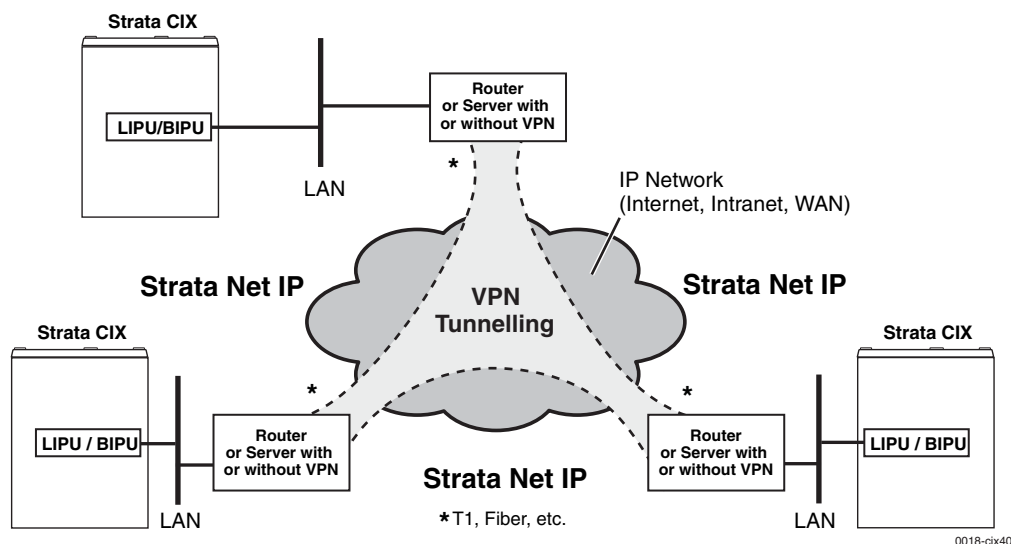 Strata CIX
LIPU/BIPU
LAN
Router
or Server with
or without VPN
*
IP Network
(Internet, Intranet, WAN)
Strata Net IP
VPN
Tunnelling
Strata Net IP
Strata CIX
LIPU / BIPU
LAN
*
Router
or Server with
or without VPN
Strata Net IP
*T1, Fiber, etc.
*
Router
or Server with
or without VPN
LAN
Strata CIX
LIPU / BIPU
0018-cix40